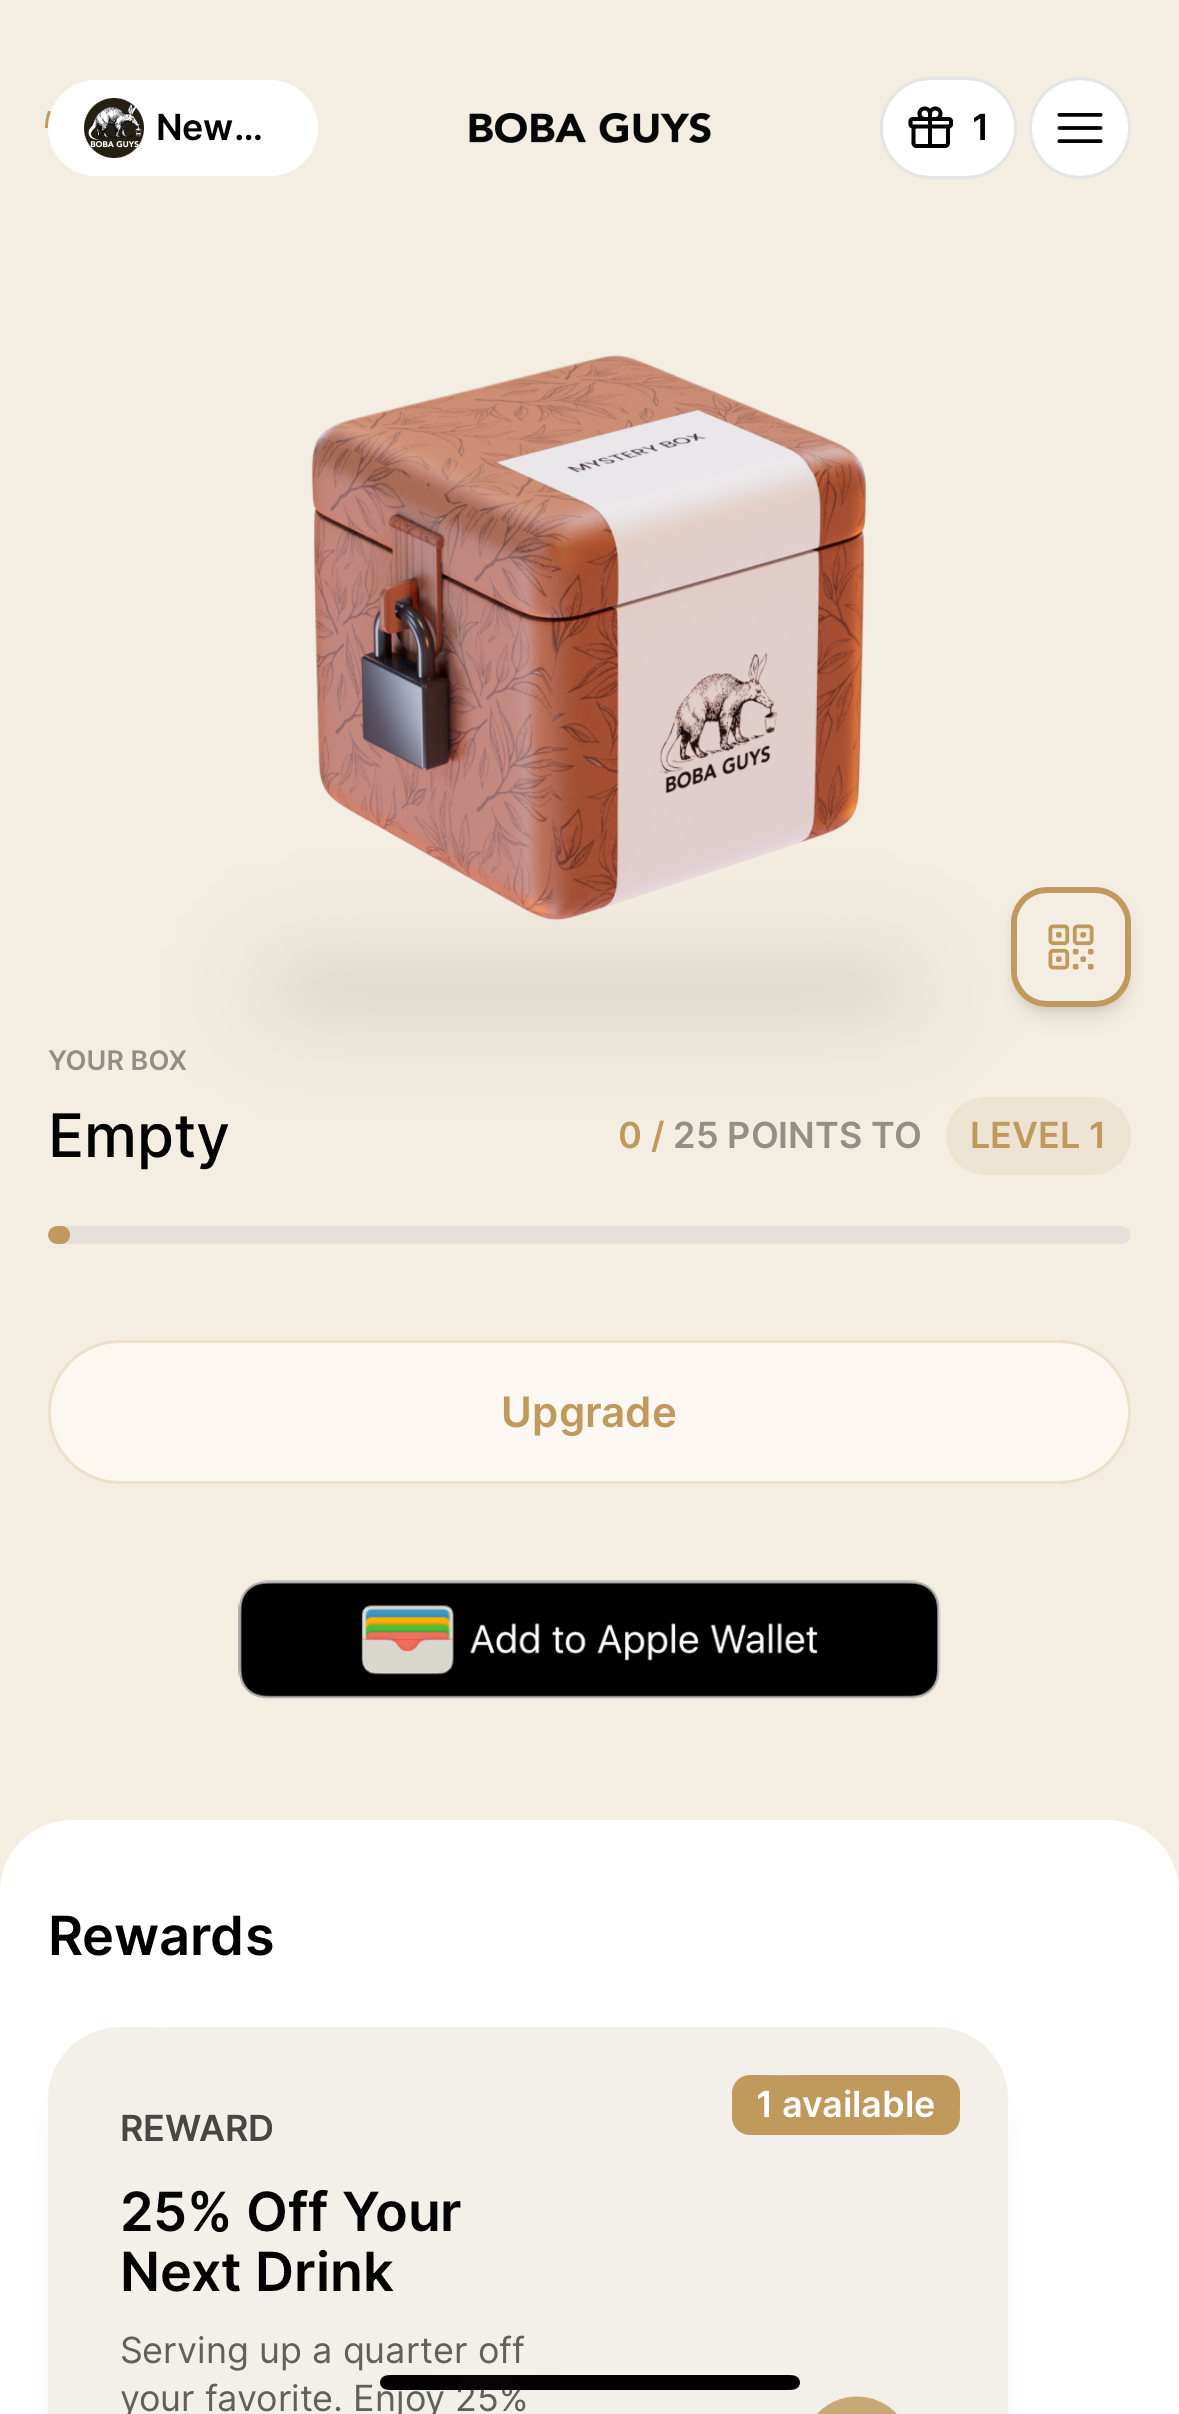 BOBA GUYS
New...
BOBA GUYS
1
MYSTERY BOX
BOBA GUYS
YOUR BOX
Empty
0 / 25 POINTS TO
LEVEL 1
Upgrade
Add to Apple Wallet
Rewards
1 available
REWARD
25% Off Your
Next Drink
Serving up a quarter off
your favorite. Enjoy 25%